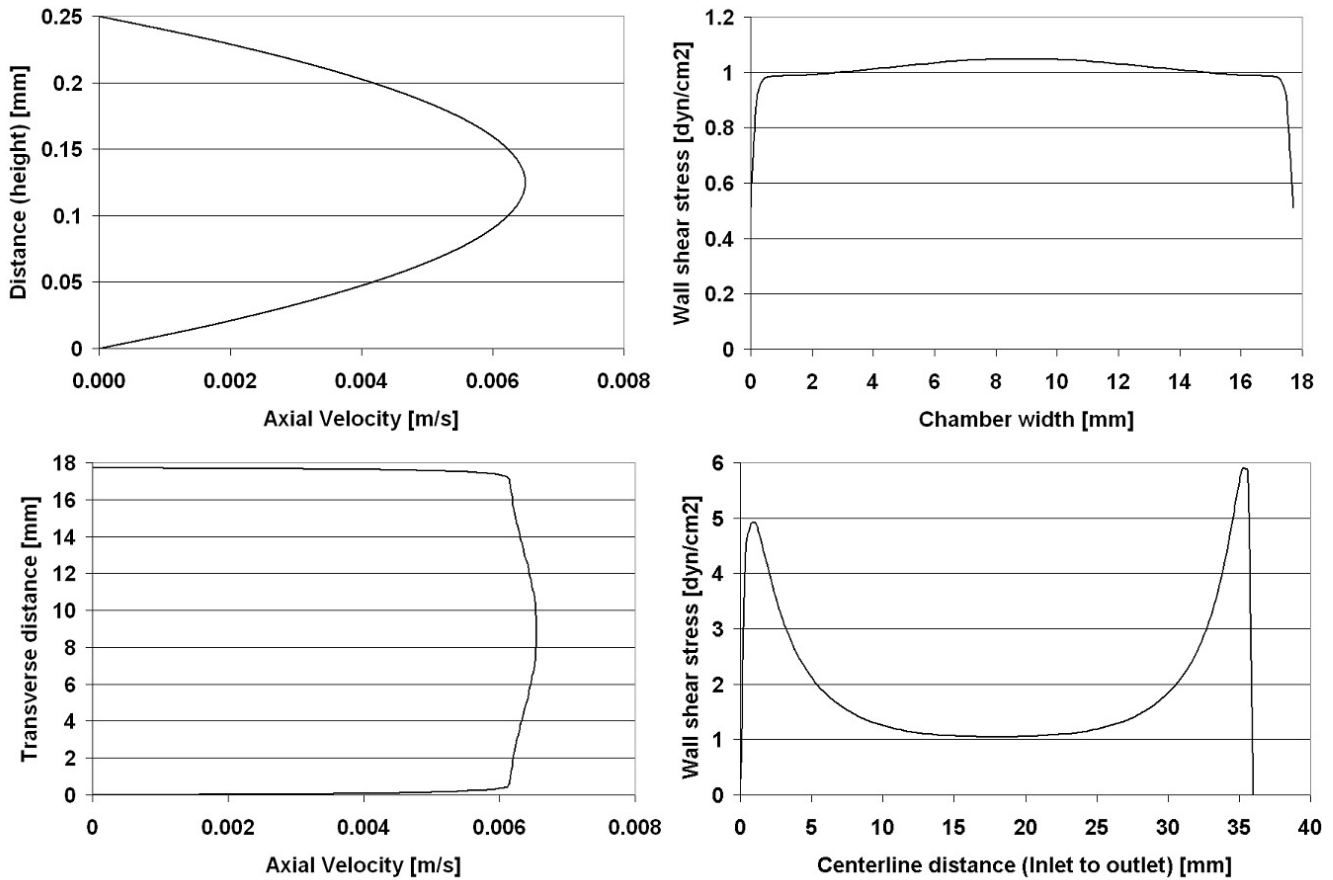 Distance (height) [mm]
0.25
0.2
0.15
0.1
0.05
0
0.000 0.002 0.004 0.006 0.008
Axial Velocity [m/s]
Wall shear stress [dyn/cm2]
1.2
1
0.8
0.6
0.4
0.2
0
0 2 4 6 8 10 12 14 16 18
Chamber width [mm]
Transverse distance [mm]
18
16
14
12
10
8
6
4
2
0
0 0.002 0.004 0.006 0.008
Axial Velocity [m/s]
Wall shear stress [dyn/cm2]
6
5
4
3
2
1
0
0 5 10 15 20 25 30 35 40
Centerline distance (Inlet to outlet) [mm]